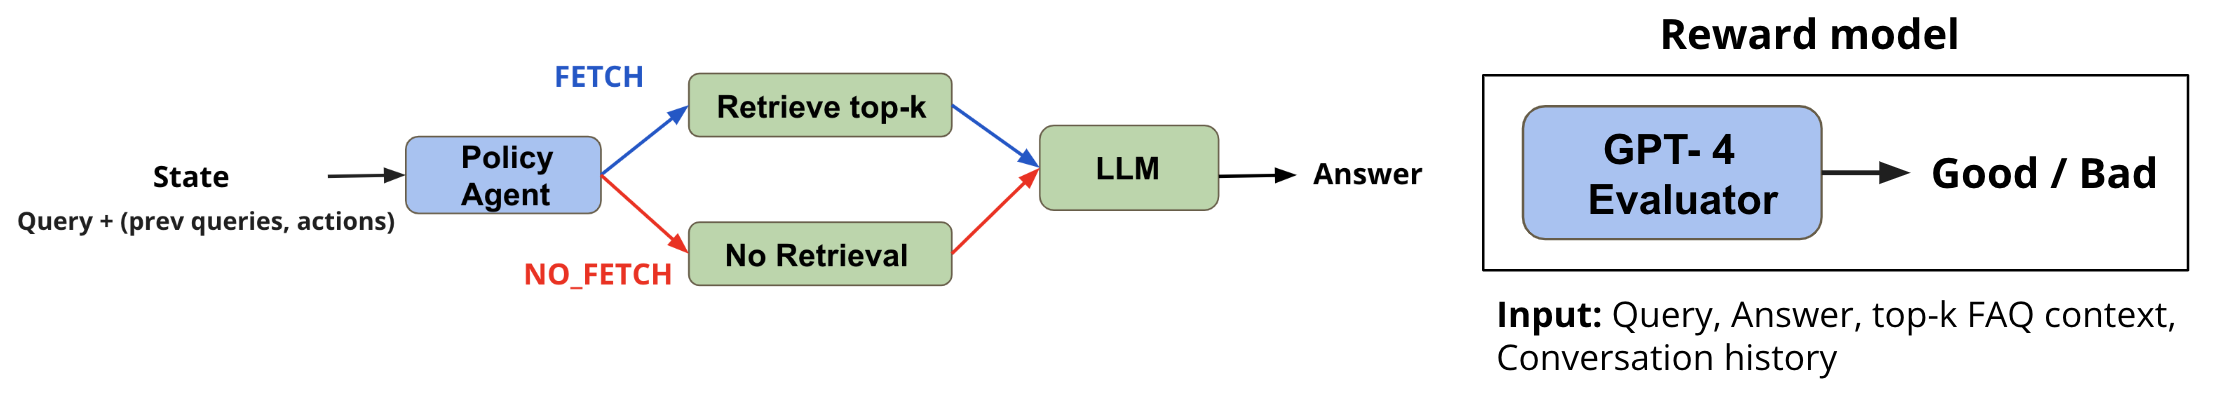 State
Query + (prev queries, actions)
Policy
Agent
FETCH
NO_FETCH
Retrieve top-k
No Retrieval
LLM
Answer
Reward model
GPT- 4
Evaluator
Good / Bad
Input: Query, Answer, top-k FAQ context,
Conversation history